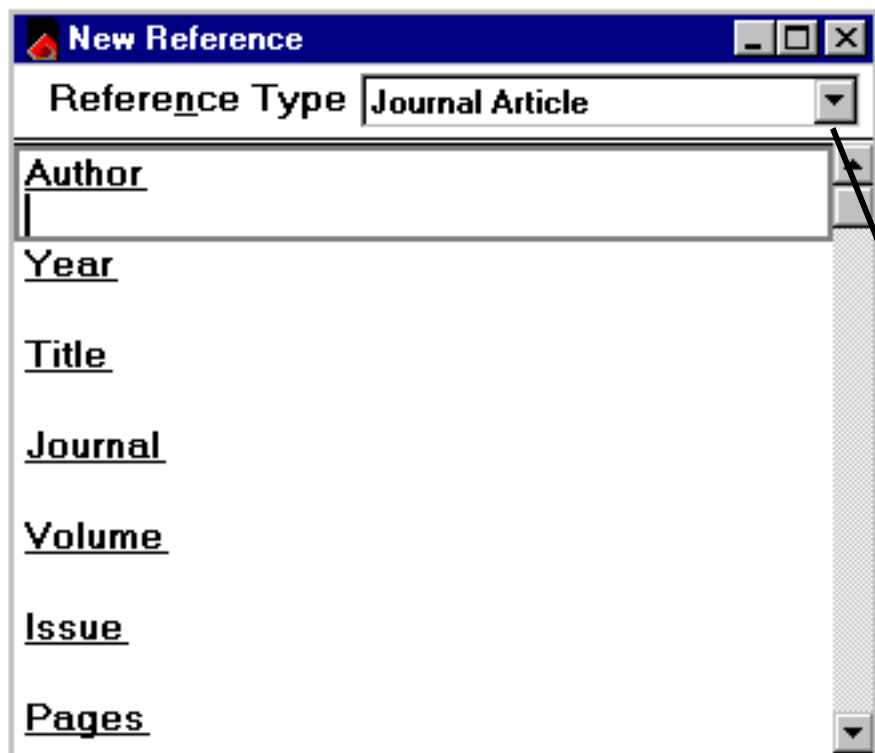 New Reference
Reference Type Journal Article
Author
Year
Title
Journal
Volume
Issue
Pages